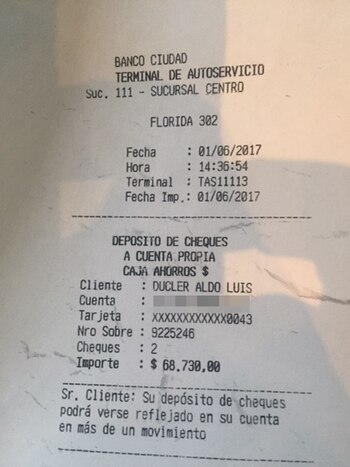 BANCO CIUDAD
TERMINAL DE AUTOSERVICIO
Suc. 111 - SUCURSAL CENTRO
FLORIDA 302
Fecha : 01/06/2017
Hora : 14:36:54
Terminal : TAS11113
Fecha Imp.: 01/06/2017
DEPOSITO DE CHEQUES
A CUENTA PROPIA
CAJA AHORROS $
Cliente : DUCLER ALDO LUIS
Cuenta :
Tarjeta : XXXXXXXXXXXX0043
Nro Sobre : 9225246
Cheques : 2
Importe : $ 68.730,00
Sr. Cliente: Su depósito de cheques
podrá verse reflejado en su cuenta
en más de un movimiento